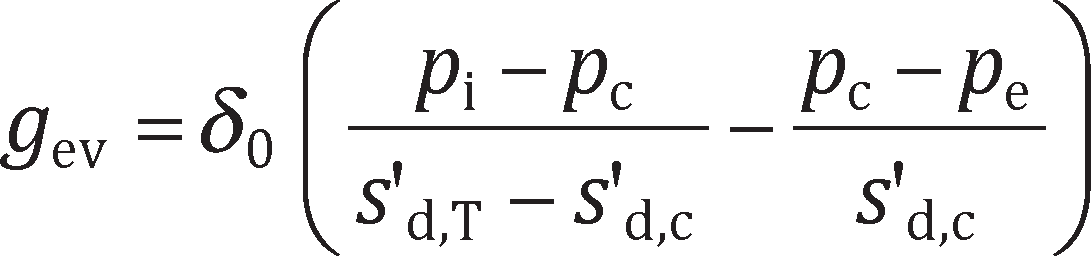 g_ev = δ_0 ( (p_i − p_c) / (s'_d,T − s'_d,c) − (p_c − p_e) / s'_d,c )